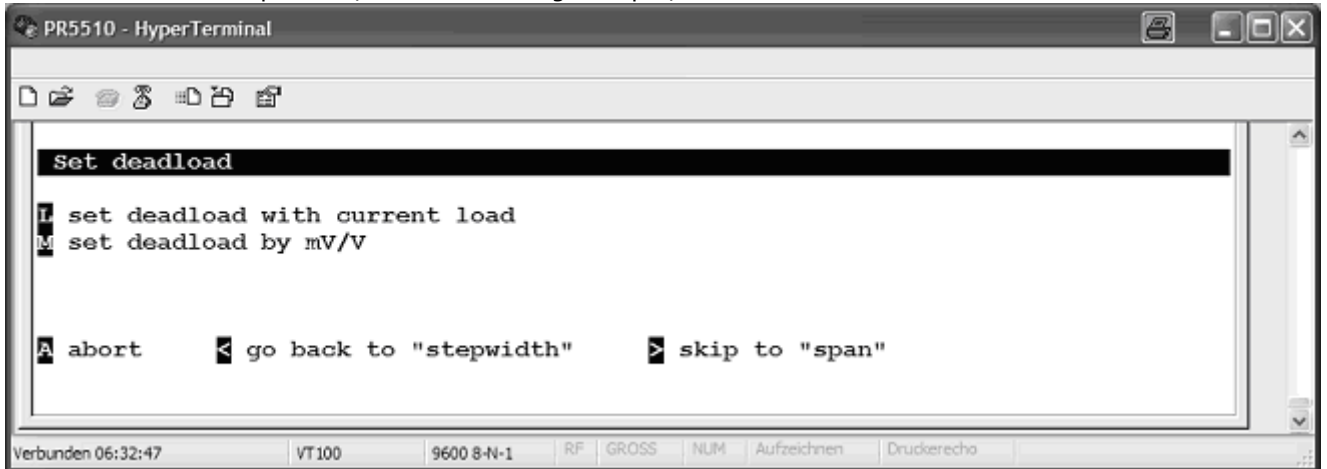 PR5510 - HyperTerminal
Set deadload
L set deadload with current load
M set deadload by mV/V
A abort < go back to "stepwidth" > skip to "span"
Verbunden 06:32:47 VT100 9600 8-N-1 RF GROSS NUM Aufzeichnen Druckerecho